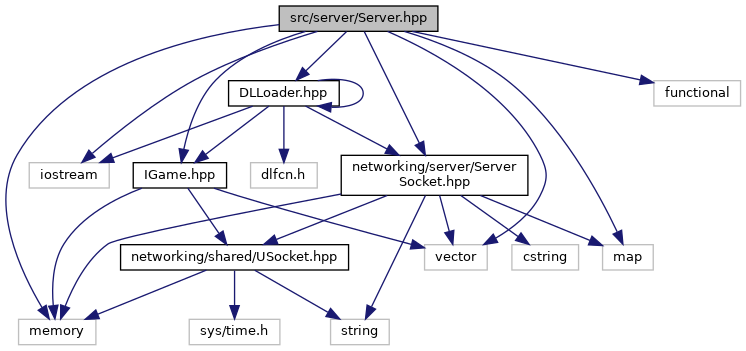 src/server/Server.hpp
DLLoader.hpp
functional
iostream
IGame.hpp
dlfcn.h
networking/server/Server
Socket.hpp
networking/shared/USocket.hpp
vector
cstring
map
memory
sys/time.h
string